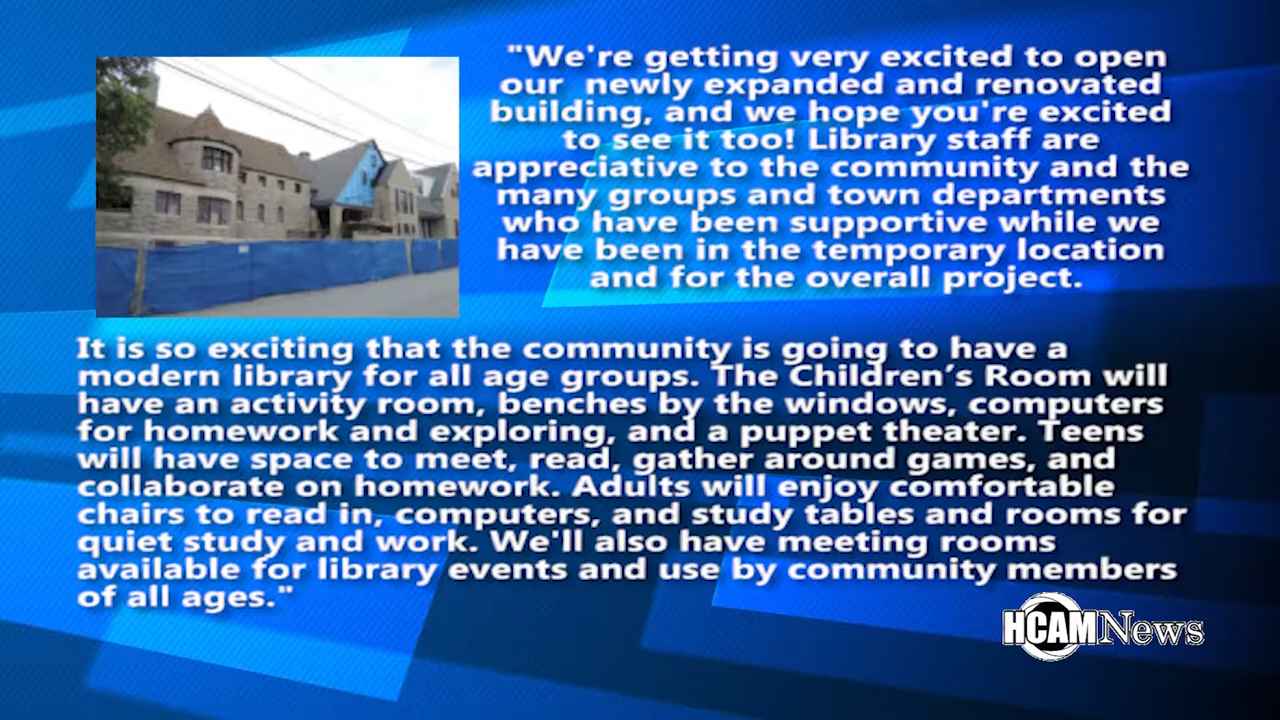 "We're getting very excited to open
our newly expanded and renovated
building, and we hope you're excited
to see it too! Library staff are
appreciative to the community and the
many groups and town departments
who have been supportive while we
have been in the temporary location
and for the overall project.
It is so exciting that the community is going to have a
modern library for all age groups. The Children’s Room will
have an activity room, benches by the windows, computers
for homework and exploring, and a puppet theater. Teens
will have space to meet, read, gather around games, and
collaborate on homework. Adults will enjoy comfortable
chairs to read in, computers, and study tables and rooms for
quiet study and work. We'll also have meeting rooms
available for library events and use by community members
of all ages."
HCAM News